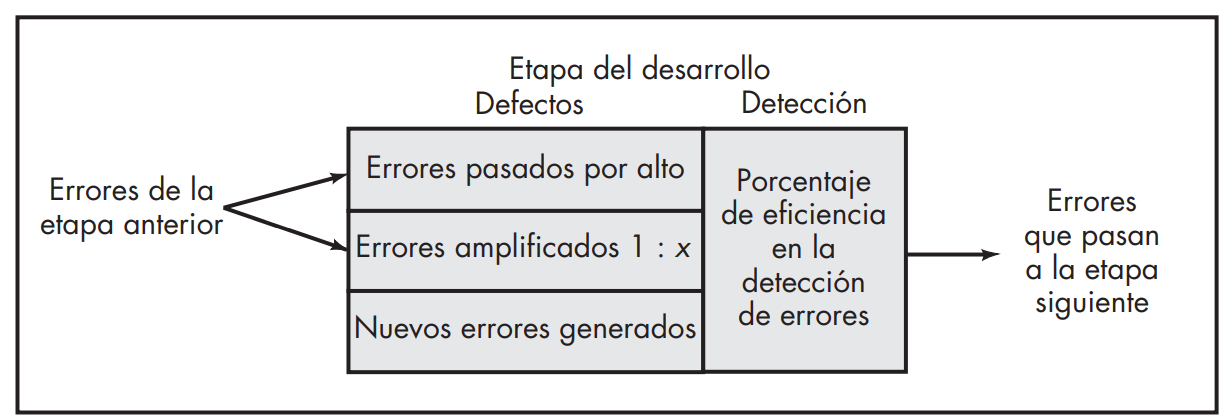 Etapa del desarrollo
Defectos
Detección
Errores de la
etapa anterior
Errores pasados por alto
Errores amplificados 1 : x
Nuevos errores generados
Porcentaje
de eficiencia
en la
detección
de errores
Errores
que pasan
a la etapa
siguiente